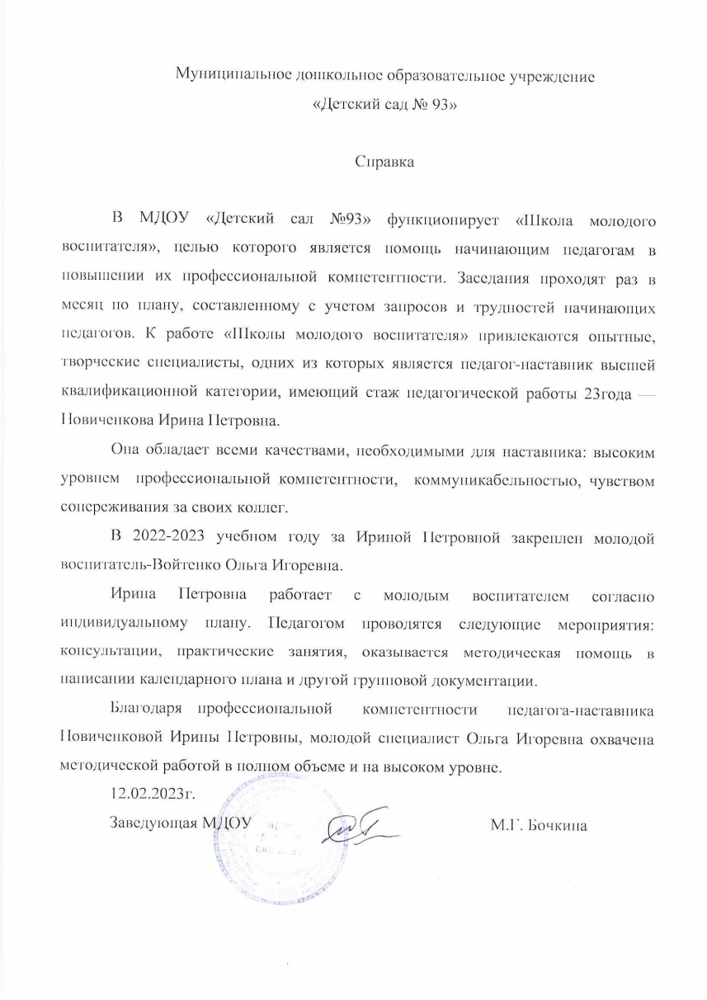 Муниципальное дошкольное образовательное учреждение
«Детский сад № 93»
Справка
В МДОУ «Детский сал №93» функционирует «Школа молодого
воспитателя», целью которого является помощь начинающим педагогам в
повышении их профессиональной компетентности. Заседания проходят раз в
месяц по плану, составленному с учетом запросов и трудностей начинающих
педагогов. К работе «Школы молодого воспитателя» привлекаются опытные,
творческие специалисты, одних из которых является педагог-наставник высшей
квалификационной категории, имеющий стаж педагогической работы 23года —
Новиченкова Ирина Петровна.
Она обладает всеми качествами, необходимыми для наставника: высоким
уровнем профессиональной компетентности, коммуникабельностью, чувством
сопереживания за своих коллег.
В 2022-2023 учебном году за Ириной Петровной закреплен молодой
воспитатель-Войтенко Ольга Игоревна.
Ирина Петровна работает с молодым воспитателем согласно
индивидуальному плану. Педагогом проводятся следующие мероприятия:
консультации, практические занятия, оказывается методическая помощь в
написании календарного плана и другой групповой документации.
Благодаря профессиональной компетентности педагога-наставника
Новиченковой Ирины Петровны, молодой специалист Ольга Игоревна охвачена
методической работой в полном объеме и на высоком уровне.
12.02.2023г.
Заведующая МДОУ М.Г. Бочкина